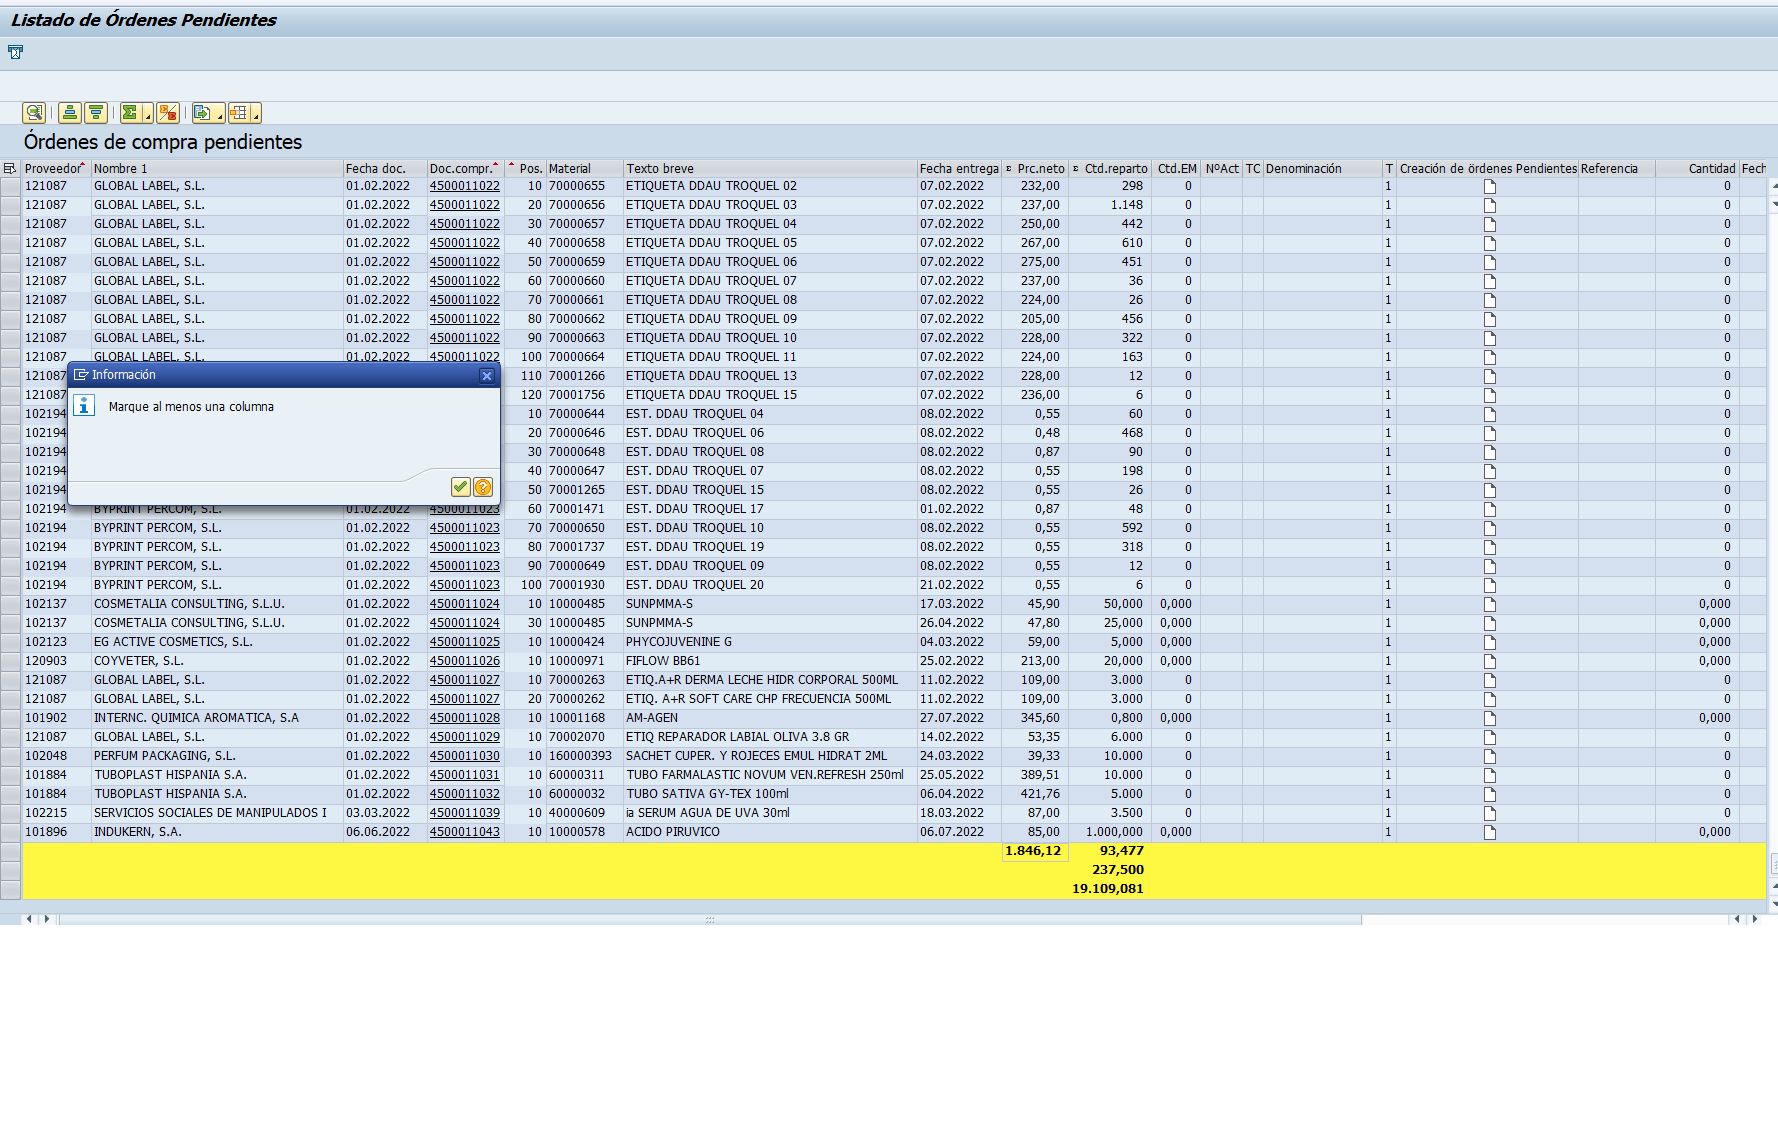 Listado de Órdenes Pendientes
Órdenes de compra pendientes
Proveedor Nombre 1 Fecha doc. Doc.compr. Pos. Material Texto breve Fecha entrega Σ Prc.neto Σ Ctd.reparto Ctd.EM NºAct TC Denominación T Creación de órdenes Pendientes Referencia Cantidad Fech
121087 GLOBAL LABEL, S.L. 01.02.2022 4500011022 10 70000655 ETIQUETA DDAU TROQUEL 02 07.02.2022 232,00 298 0 1 0
121087 GLOBAL LABEL, S.L. 01.02.2022 4500011022 20 70000656 ETIQUETA DDAU TROQUEL 03 07.02.2022 237,00 1.148 0 1 0
121087 GLOBAL LABEL, S.L. 01.02.2022 4500011022 30 70000657 ETIQUETA DDAU TROQUEL 04 07.02.2022 250,00 442 0 1 0
121087 GLOBAL LABEL, S.L. 01.02.2022 4500011022 40 70000658 ETIQUETA DDAU TROQUEL 05 07.02.2022 267,00 610 0 1 0
121087 GLOBAL LABEL, S.L. 01.02.2022 4500011022 50 70000659 ETIQUETA DDAU TROQUEL 06 07.02.2022 275,00 451 0 1 0
121087 GLOBAL LABEL, S.L. 01.02.2022 4500011022 60 70000660 ETIQUETA DDAU TROQUEL 07 07.02.2022 237,00 36 0 1 0
121087 GLOBAL LABEL, S.L. 01.02.2022 4500011022 70 70000661 ETIQUETA DDAU TROQUEL 08 07.02.2022 224,00 26 0 1 0
121087 GLOBAL LABEL, S.L. 01.02.2022 4500011022 80 70000662 ETIQUETA DDAU TROQUEL 09 07.02.2022 205,00 456 0 1 0
121087 GLOBAL LABEL, S.L. 01.02.2022 4500011022 90 70000663 ETIQUETA DDAU TROQUEL 10 07.02.2022 228,00 322 0 1 0
121087 GLOBAL LABEL, S.L. 01.02.2022 4500011022 100 70000664 ETIQUETA DDAU TROQUEL 11 07.02.2022 224,00 163 0 1 0
121087 110 70001266 ETIQUETA DDAU TROQUEL 13 07.02.2022 228,00 12 0 1 0
121087 120 70001756 ETIQUETA DDAU TROQUEL 15 07.02.2022 236,00 6 0 1 0
102194 10 70000644 EST. DDAU TROQUEL 04 08.02.2022 0,55 60 0 1 0
102194 20 70000646 EST. DDAU TROQUEL 06 08.02.2022 0,48 468 0 1 0
102194 30 70000648 EST. DDAU TROQUEL 08 08.02.2022 0,87 90 0 1 0
102194 40 70000647 EST. DDAU TROQUEL 07 08.02.2022 0,55 198 0 1 0
102194 50 70001265 EST. DDAU TROQUEL 15 08.02.2022 0,55 26 0 1 0
102194 BYPRINT PERCOM, S.L. 01.02.2022 4500011023 60 70001471 EST. DDAU TROQUEL 17 01.02.2022 0,87 48 0 1 0
102194 BYPRINT PERCOM, S.L. 01.02.2022 4500011023 70 70000650 EST. DDAU TROQUEL 10 08.02.2022 0,55 592 0 1 0
102194 BYPRINT PERCOM, S.L. 01.02.2022 4500011023 80 70001737 EST. DDAU TROQUEL 19 08.02.2022 0,55 318 0 1 0
102194 BYPRINT PERCOM, S.L. 01.02.2022 4500011023 90 70000649 EST. DDAU TROQUEL 09 08.02.2022 0,55 12 0 1 0
102194 BYPRINT PERCOM, S.L. 01.02.2022 4500011023 100 70001930 EST. DDAU TROQUEL 20 21.02.2022 0,55 6 0 1 0
102137 COSMETALIA CONSULTING, S.L.U. 01.02.2022 4500011024 10 10000485 SUNPMMA-S 17.03.2022 45,90 50,000 0,000 1 0,000
102137 COSMETALIA CONSULTING, S.L.U. 01.02.2022 4500011024 30 10000485 SUNPMMA-S 26.04.2022 47,80 25,000 0,000 1 0,000
102123 EG ACTIVE COSMETICS, S.L. 01.02.2022 4500011025 10 10000424 PHYCOJUVENINE G 04.03.2022 59,00 5,000 0,000 1 0,000
120903 COYVETER, S.L. 01.02.2022 4500011026 10 10000971 FIFLOW BB61 25.02.2022 213,00 20,000 0,000 1 0,000
121087 GLOBAL LABEL, S.L. 01.02.2022 4500011027 10 70000263 ETIQ.A+R DERMA LECHE HIDR CORPORAL 500ML 11.02.2022 109,00 3.000 0 1 0
121087 GLOBAL LABEL, S.L. 01.02.2022 4500011027 20 70000262 ETIQ. A+R SOFT CARE CHP FRECUENCIA 500ML 11.02.2022 109,00 3.000 0 1 0
101902 INTERNC. QUIMICA AROMATICA, S.A 01.02.2022 4500011028 10 10001168 AM-AGEN 27.07.2022 345,60 0,800 0,000 1 0,000
121087 GLOBAL LABEL, S.L. 01.02.2022 4500011029 10 70002070 ETIQ REPARADOR LABIAL OLIVA 3.8 GR 14.02.2022 53,35 6.000 0 1 0
102048 PERFUM PACKAGING, S.L. 01.02.2022 4500011030 10 160000393 SACHET CUPER. Y ROJECES EMUL HIDRAT 2ML 24.03.2022 39,33 10.000 0 1 0
101884 TUBOPLAST HISPANIA S.A. 01.02.2022 4500011031 10 60000311 TUBO FARMALASTIC NOVUM VEN.REFRESH 250ml 25.05.2022 389,51 10.000 0 1 0
101884 TUBOPLAST HISPANIA S.A. 01.02.2022 4500011032 10 60000032 TUBO SATIVA GY-TEX 100ml 06.04.2022 421,76 5.000 0 1 0
102215 SERVICIOS SOCIALES DE MANIPULADOS I 03.03.2022 4500011039 10 40000609 ia SERUM AGUA DE UVA 30ml 18.03.2022 87,00 3.500 0 1 0
101896 INDUKERN, S.A. 06.06.2022 4500011043 10 10000578 ACIDO PIRUVICO 06.07.2022 85,00 1.000,000 0,000 1 0,000
1.846,12 93,477
237,500
19.109,081
Información
Marque al menos una columna